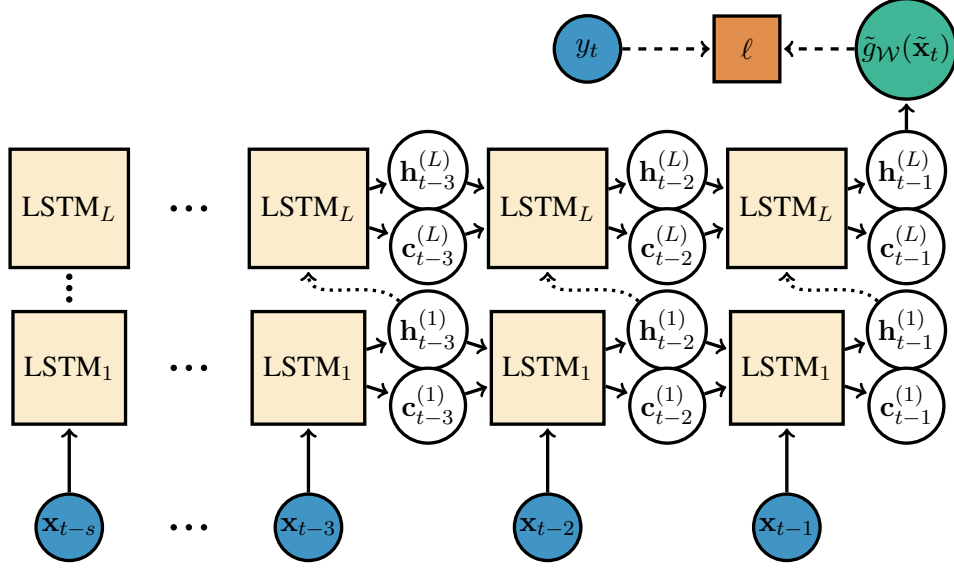 y_t ℓ g̃_𝒲(x̃_t)
h_{t−3}^{(L)} h_{t−2}^{(L)} h_{t−1}^{(L)}
LSTM_L ··· LSTM_L LSTM_L LSTM_L
c_{t−3}^{(L)} c_{t−2}^{(L)} c_{t−1}^{(L)}
h_{t−3}^{(1)} h_{t−2}^{(1)} h_{t−1}^{(1)}
LSTM_1 ··· LSTM_1 LSTM_1 LSTM_1
c_{t−3}^{(1)} c_{t−2}^{(1)} c_{t−1}^{(1)}
x_{t−s} ··· x_{t−3} x_{t−2} x_{t−1}